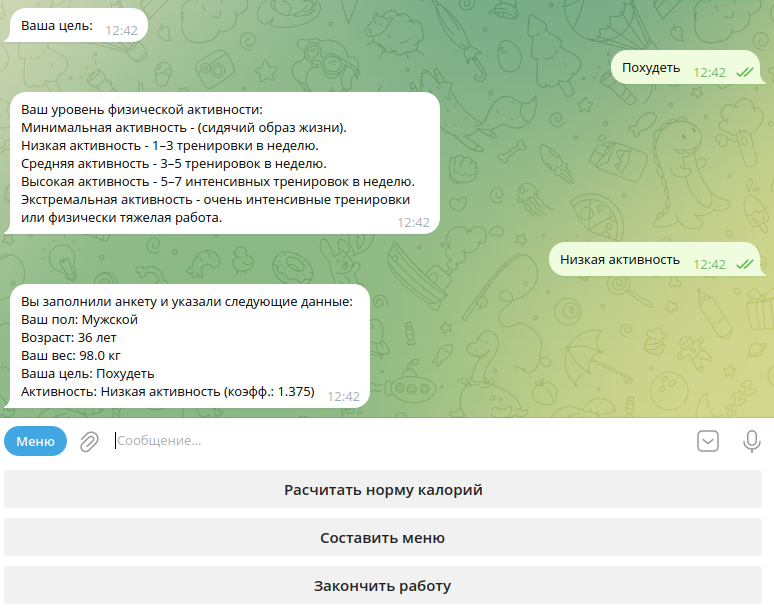 Ваша цель: 12:42
Похудеть 12:42
Ваш уровень физической активности:
Минимальная активность - (сидячий образ жизни).
Низкая активность - 1–3 тренировки в неделю.
Средняя активность - 3–5 тренировок в неделю.
Высокая активность - 5–7 интенсивных тренировок в неделю.
Экстремальная активность - очень интенсивные тренировки
или физически тяжелая работа. 12:42
Низкая активность 12:42
Вы заполнили анкету и указали следующие данные:
Ваш пол: Мужской
Возраст: 36 лет
Ваш вес: 98.0 кг
Ваша цель: Похудеть
Активность: Низкая активность (коэфф.: 1.375) 12:42
Меню Сообщение...
Расчитать норму калорий
Составить меню
Закончить работу